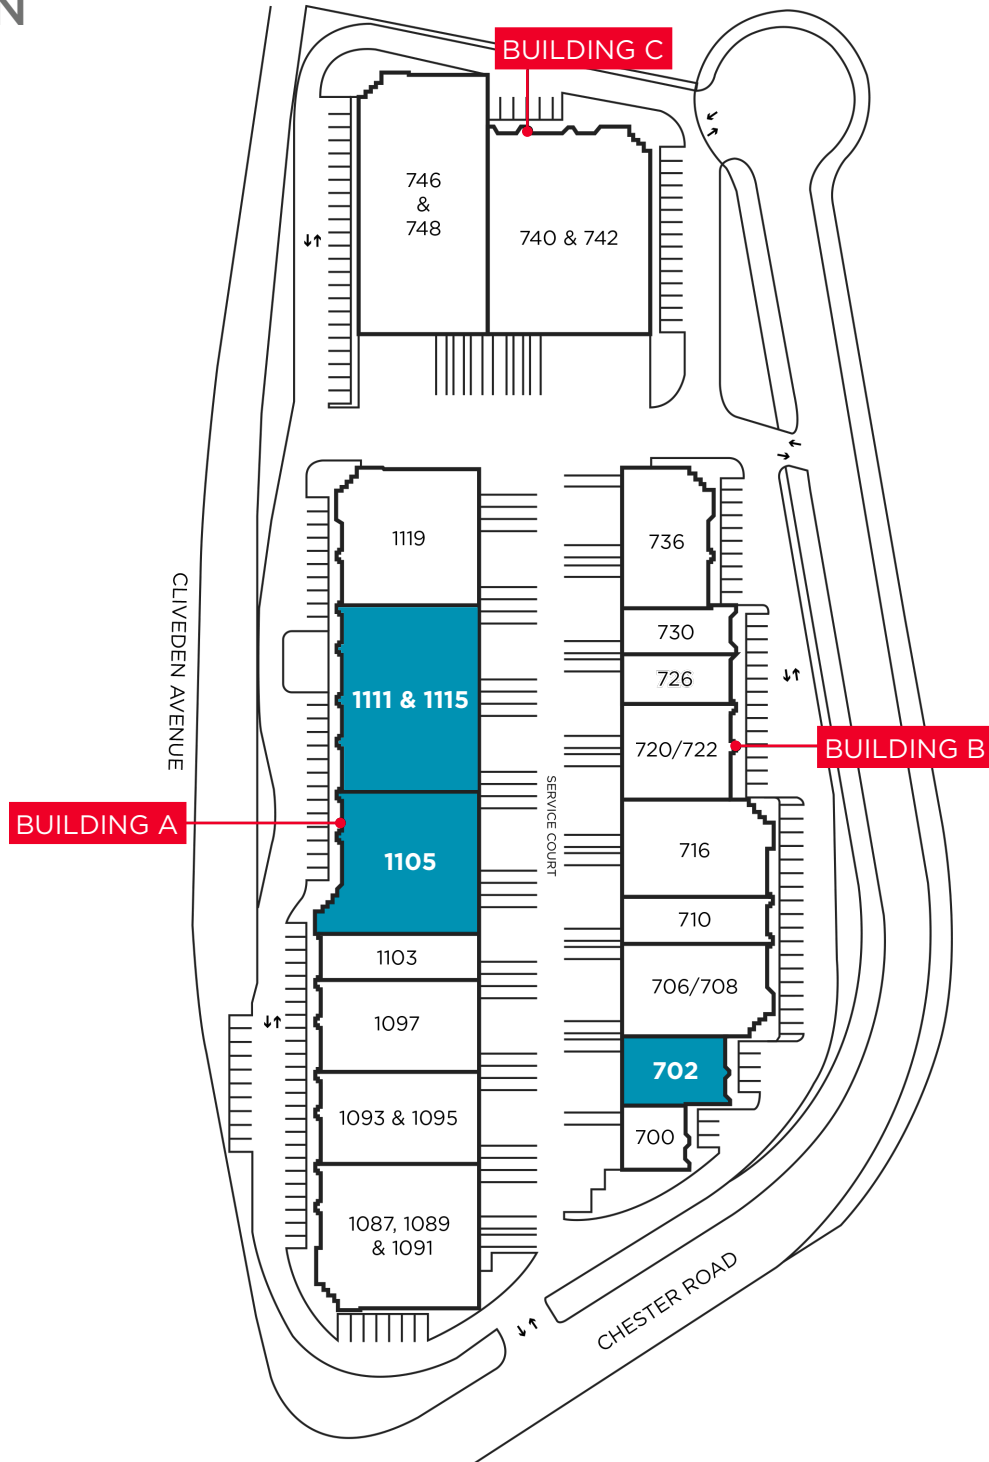 N
BUILDING C
746
&
748
740 & 742
1119
736
730
726
1111 & 1115
720/722
BUILDING B
CLIVEDEN AVENUE
SERVICE COURT
BUILDING A
1105
716
710
1103
706/708
1097
702
1093 & 1095
700
1087, 1089
& 1091
CHESTER ROAD